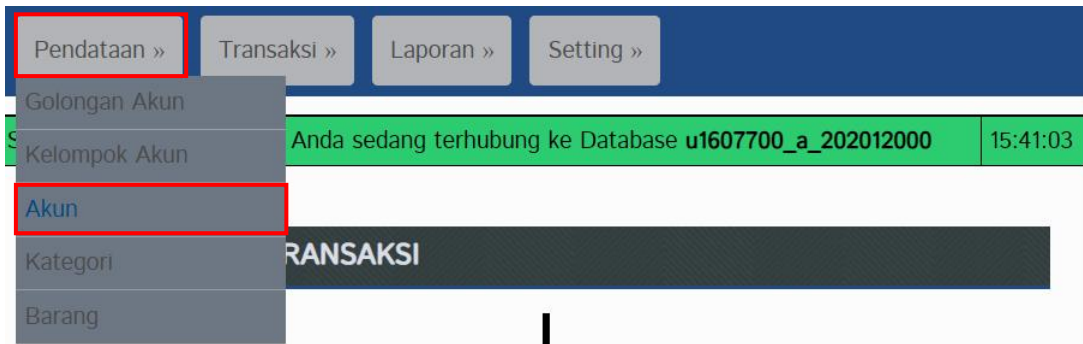 Pendataan » Transaksi » Laporan » Setting »
Golongan Akun
S Anda sedang terhubung ke Database u1607700_a_202012000 15:41:03
Kelompok Akun
Akun
RANSAKSI
Kategori
Barang